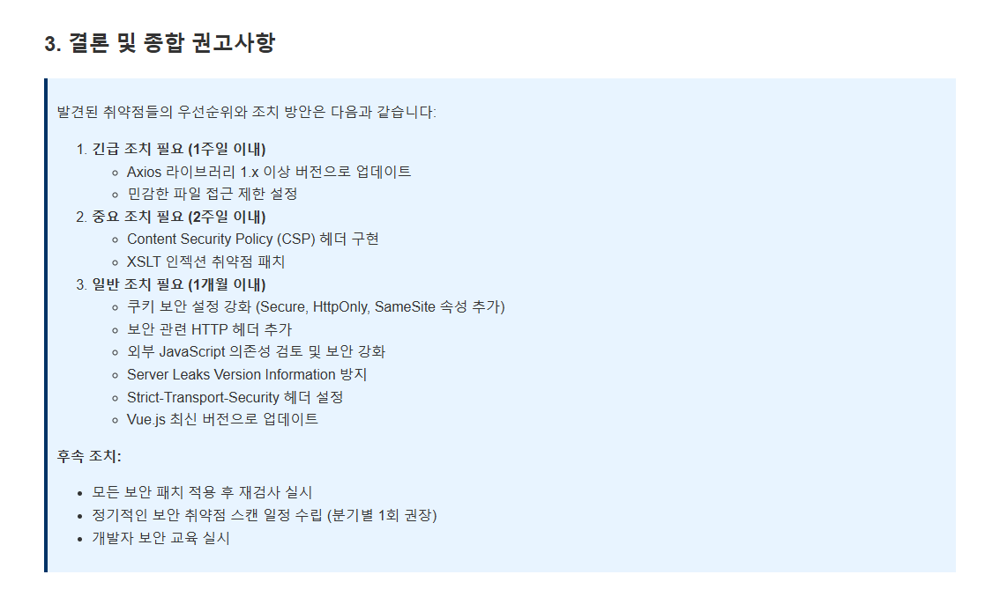 3. 결론 및 종합 권고사항
발견된 취약점들의 우선순위와 조치 방안은 다음과 같습니다:
1. 긴급 조치 필요 (1주일 이내)
Axios 라이브러리 1.x 이상 버전으로 업데이트
민감한 파일 접근 제한 설정
2. 중요 조치 필요 (2주일 이내)
Content Security Policy (CSP) 헤더 구현
XSLT 인젝션 취약점 패치
3. 일반 조치 필요 (1개월 이내)
쿠키 보안 설정 강화 (Secure, HttpOnly, SameSite 속성 추가)
보안 관련 HTTP 헤더 추가
외부 JavaScript 의존성 검토 및 보안 강화
Server Leaks Version Information 방지
Strict-Transport-Security 헤더 설정
Vue.js 최신 버전으로 업데이트
후속 조치:
모든 보안 패치 적용 후 재검사 실시
정기적인 보안 취약점 스캔 일정 수립 (분기별 1회 권장)
개발자 보안 교육 실시